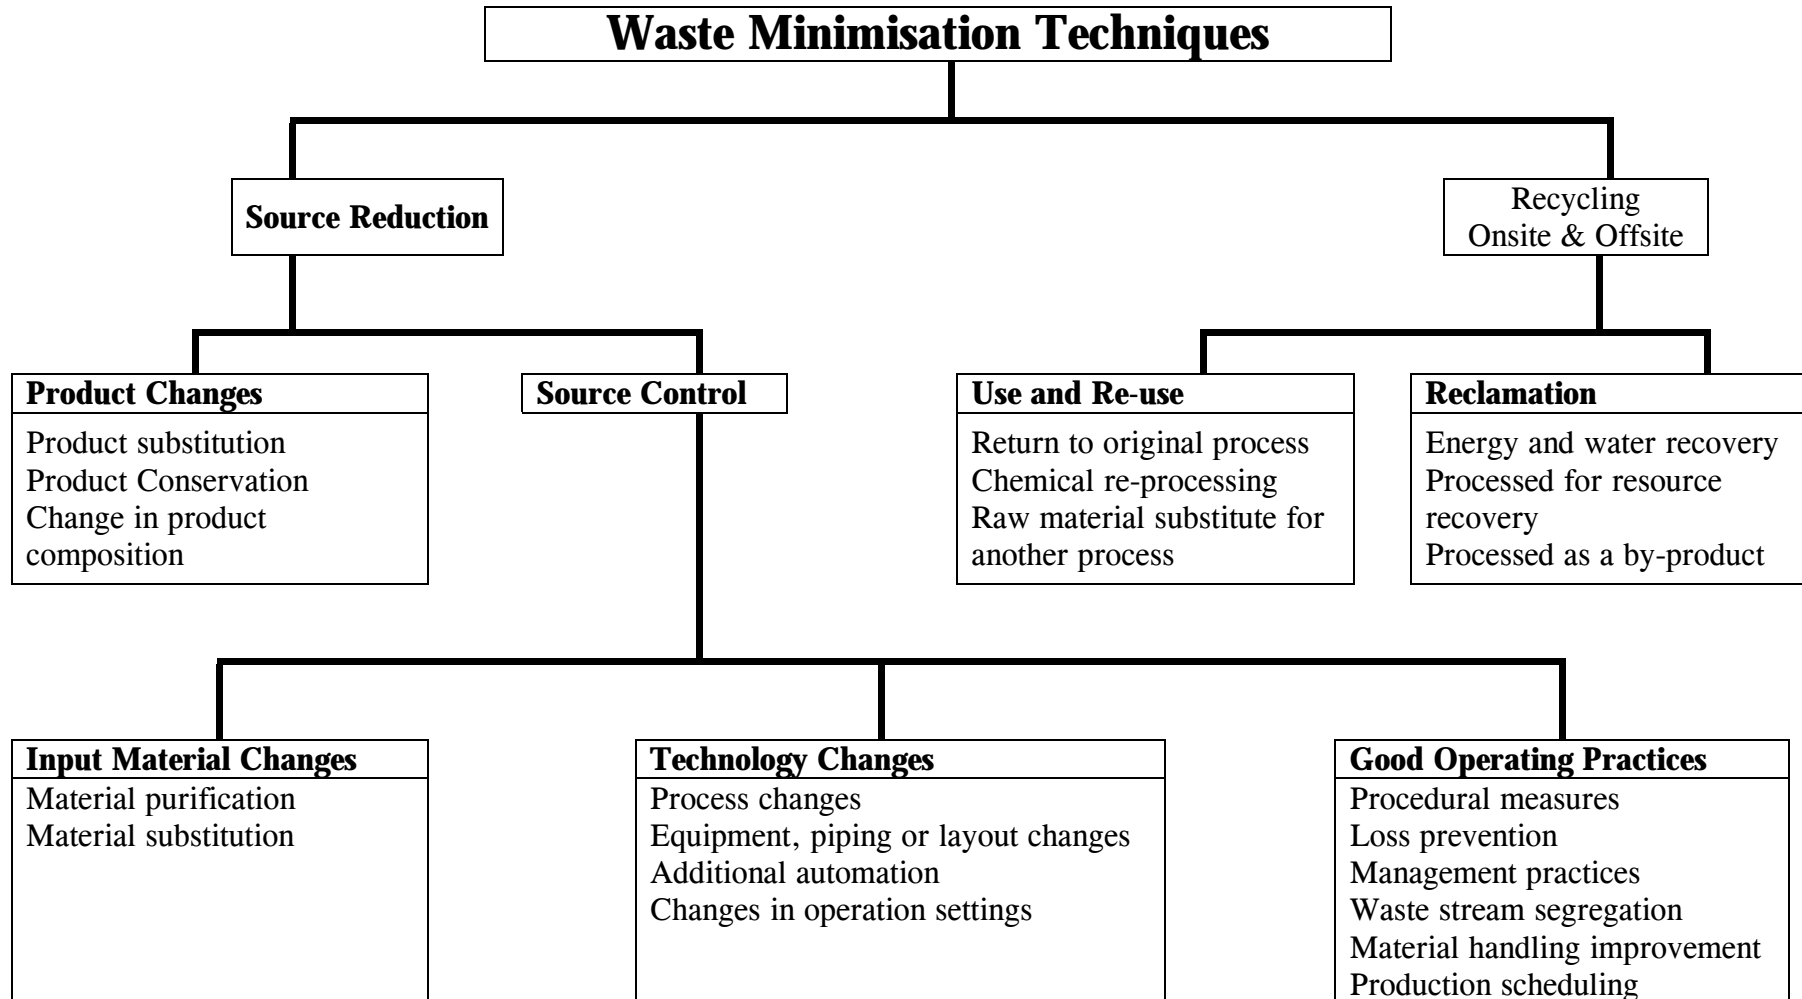 Waste Minimisation Techniques
Source Reduction
Recycling
Onsite & Offsite
Product Changes
Product substitution
Product Conservation
Change in product
composition
Source Control
Use and Re-use
Return to original process
Chemical re-processing
Raw material substitute for
another process
Reclamation
Energy and water recovery
Processed for resource
recovery
Processed as a by-product
Input Material Changes
Material purification
Material substitution
Technology Changes
Process changes
Equipment, piping or layout changes
Additional automation
Changes in operation settings
Good Operating Practices
Procedural measures
Loss prevention
Management practices
Waste stream segregation
Material handling improvement
Production scheduling